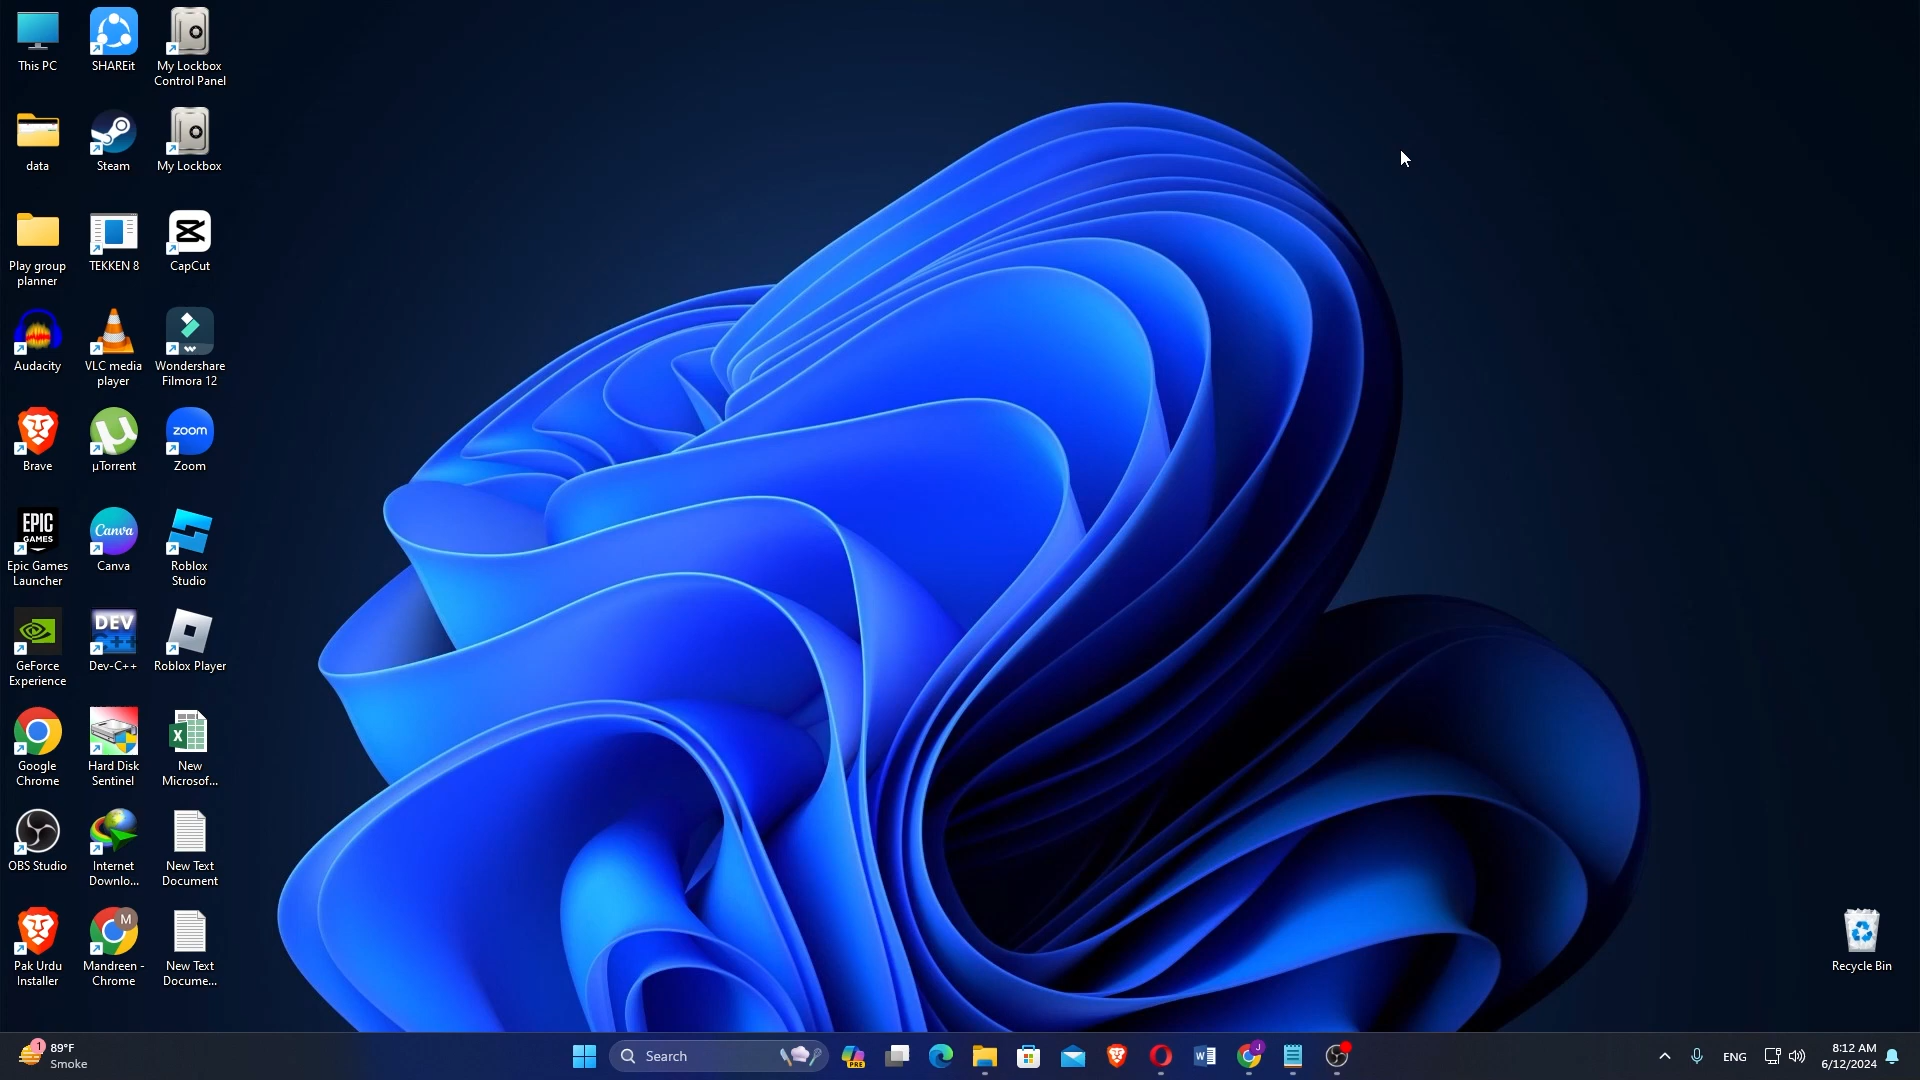 This PC
SHAREit
My Lockbox
Control Panel
data
Steam
My Lockbox
Play group
planner
TEKKEN 8
CapCut
Audacity
VLC media
player
Wondershare
Filmora 12
Brave
µTorrent
zoom
Zoom
EPIC
GAMES
Epic Games
Launcher
Canva
Canva
Roblox
Studio
GeForce
Experience
DEV
C++
Dev-C++
Roblox Player
Google
Chrome
Hard Disk
Sentinel
X
New
Microsof...
OBS Studio
Internet
Downlo...
New Text
Document
Pak Urdu
Installer
M
Mandreen -
Chrome
New Text
Docume...
Recycle Bin
1
89°F
Smoke
Search
PRE
W
J
ENG
8:12 AM
6/12/2024